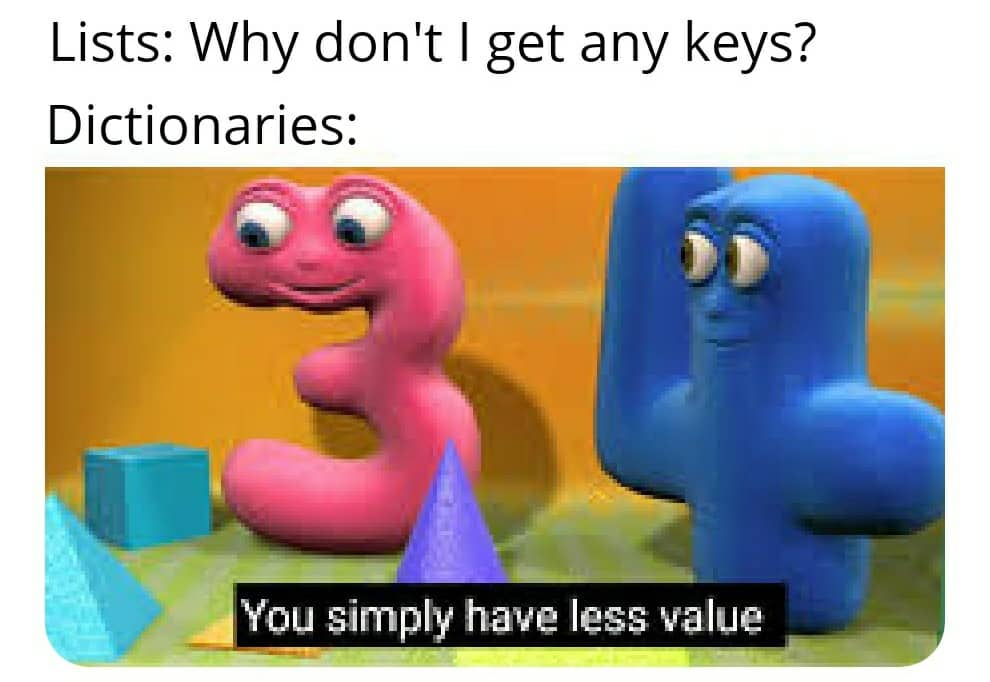 Lists: Why don't I get any keys?
Dictionaries:
You simply have less value